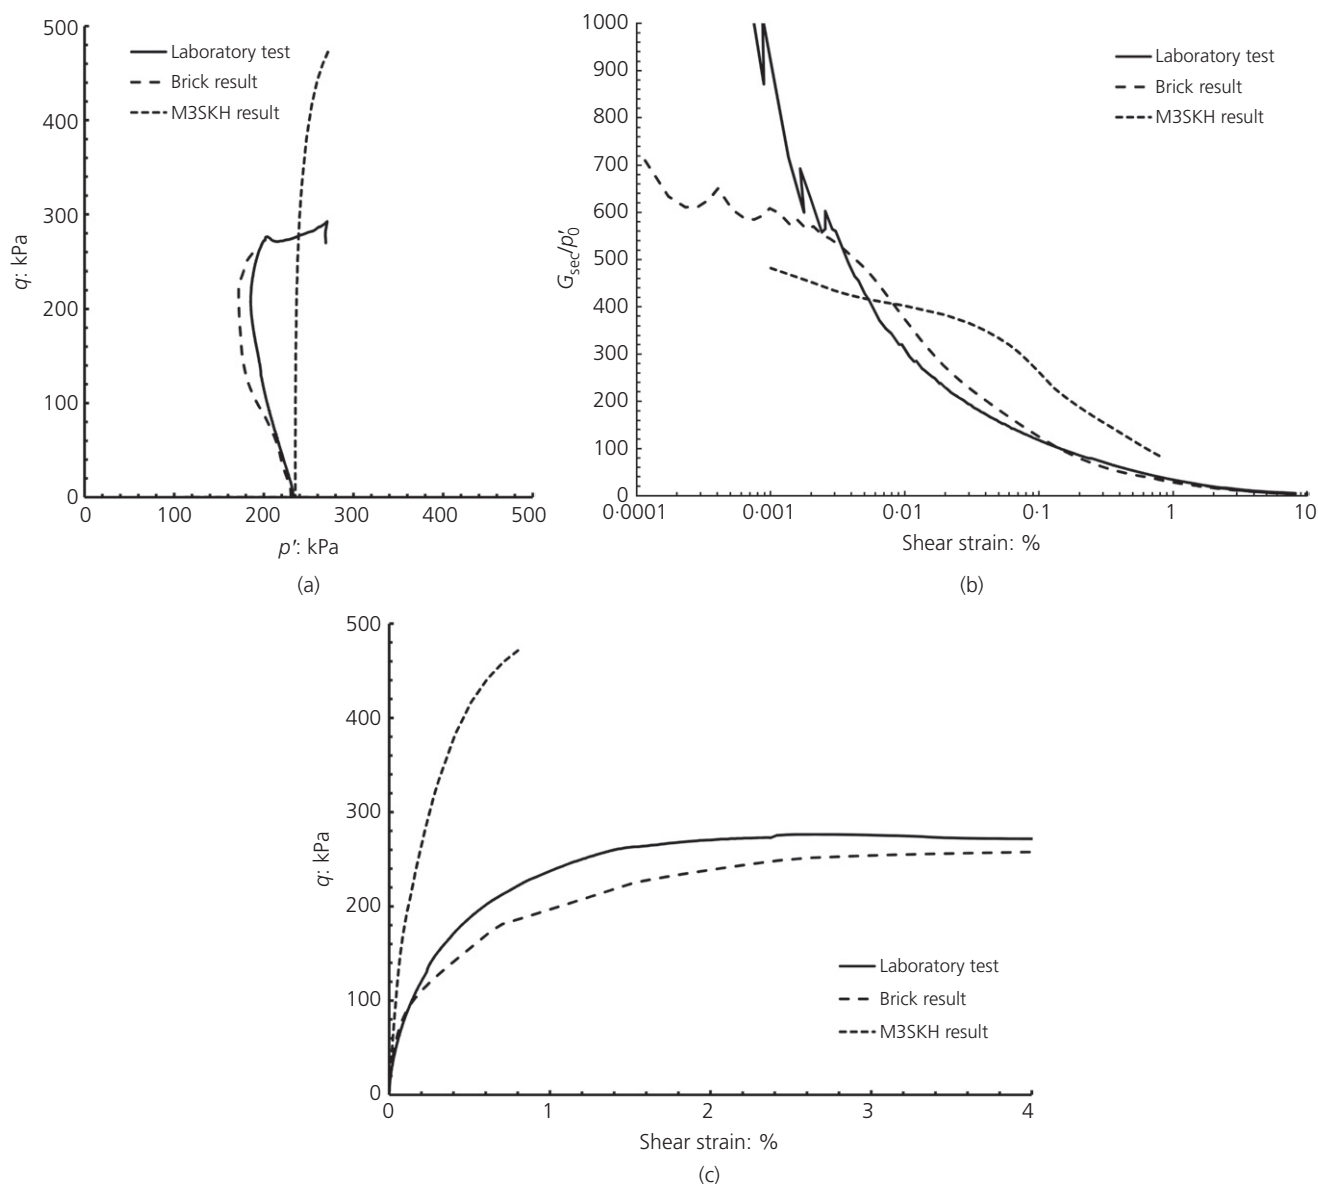 500
400
300
200
100
0
q: kPa
Laboratory test
Brick result
M3SKH result
0 100 200 300 400 500
p′: kPa
(a)
1000
900
800
700
600
500
400
300
200
100
0
Gsec/p′0
Laboratory test
Brick result
M3SKH result
0·0001 0·001 0·01 0·1 1 10
Shear strain: %
(b)
500
400
300
200
100
0
q: kPa
Laboratory test
Brick result
M3SKH result
0 1 2 3 4
Shear strain: %
(c)